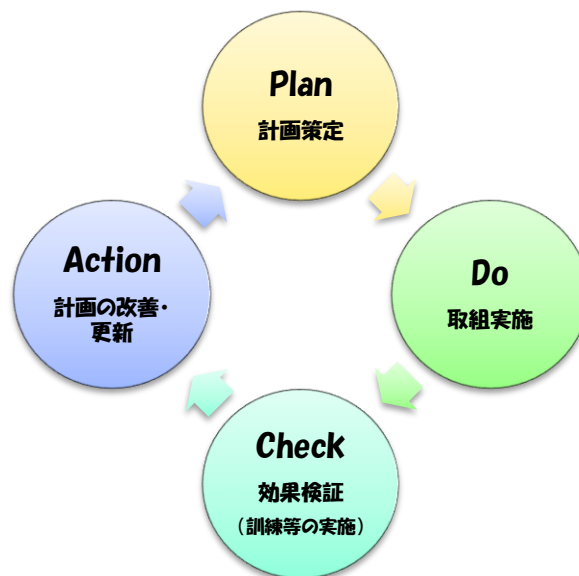 Plan
計画策定
Do
取組実施
Check
効果検証
（訓練等の実施）
Action
計画の改善・
更新